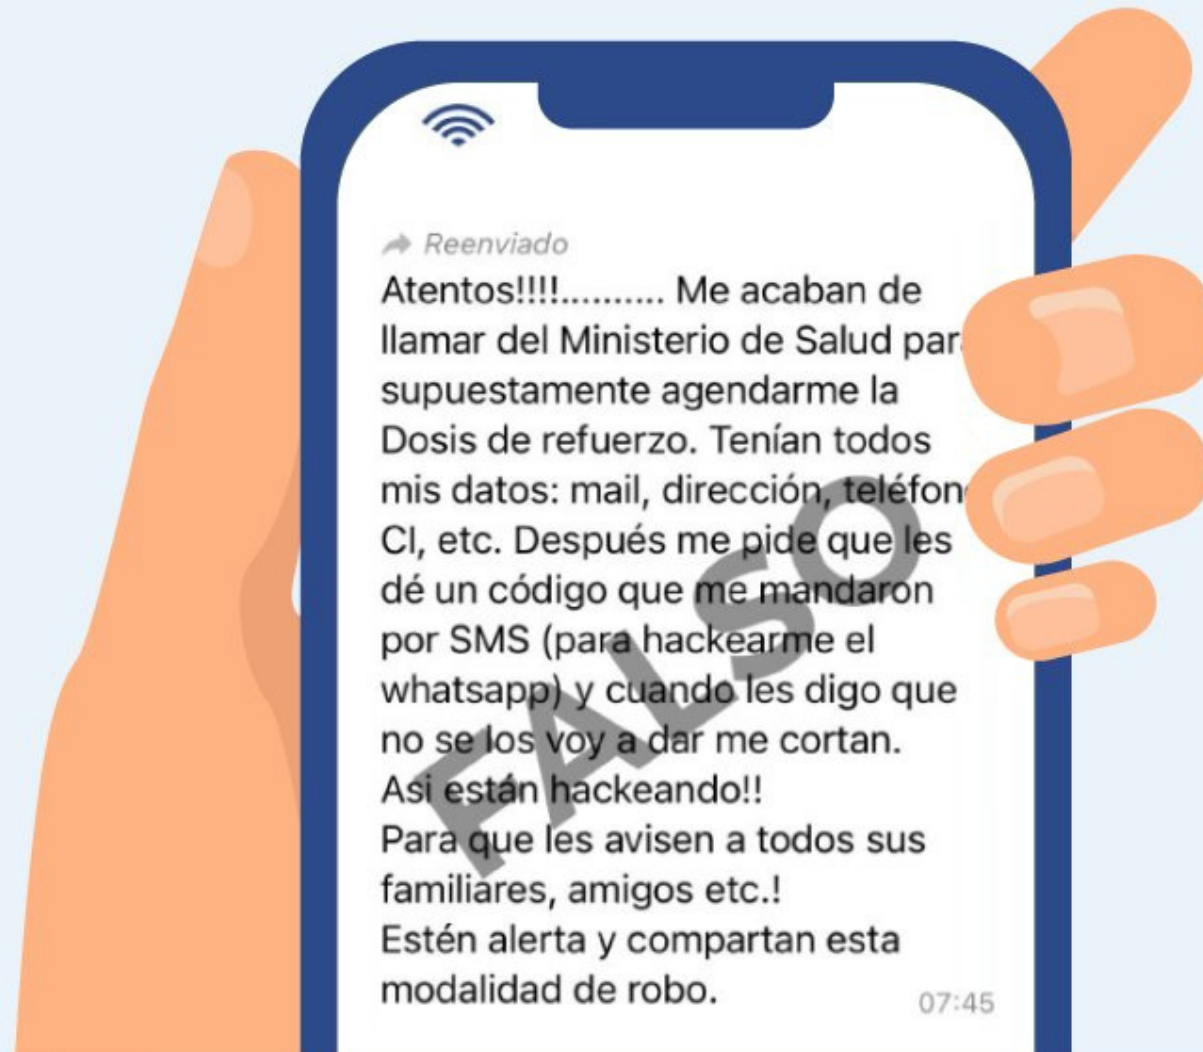 Reenviado
Atentos!!!!.......... Me acaban de
llamar del Ministerio de Salud par
supuestamente agendarme la
Dosis de refuerzo. Tenían todos
mis datos: mail, dirección, teléfon
CI, etc. Después me pide que les
dé un código que me mandaron
por SMS (para hackearme el
whatsapp) y cuando les digo que
no se los voy a dar me cortan.
Asi están hackeando!!
Para que les avisen a todos sus
familiares, amigos etc.!
Estén alerta y compartan esta
modalidad de robo.
07:45
FALSO